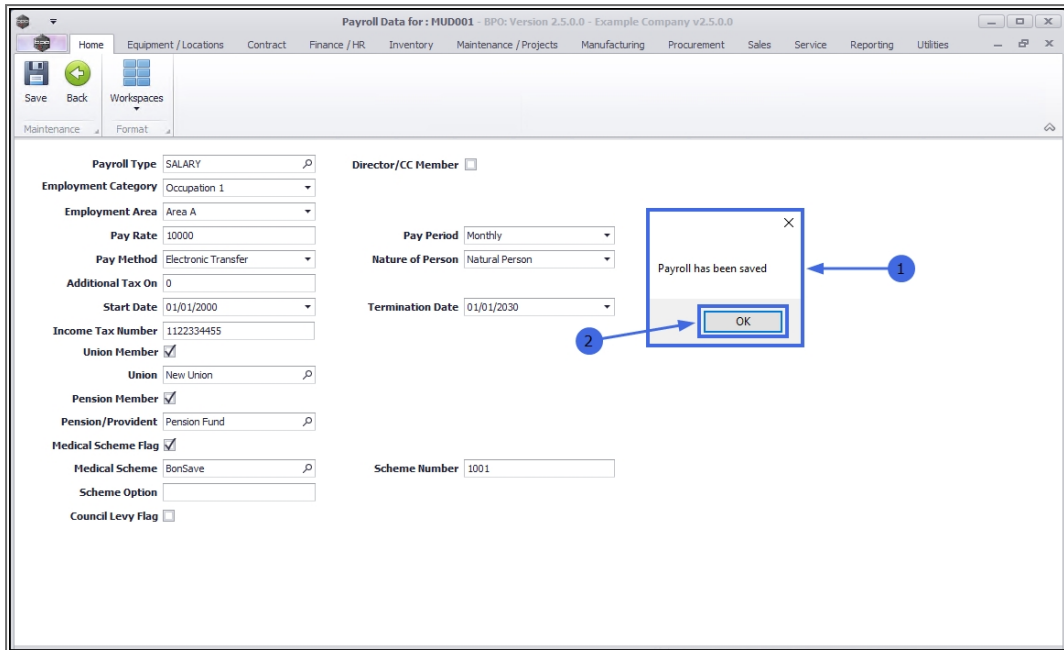 Payroll Data for : MUD001 - BPO: Version 2.5.0.0 - Example Company v2.5.0.0
Home Equipment / Locations Contract Finance / HR Inventory Maintenance / Projects Manufacturing Procurement Sales Service Reporting Utilities
Save Back Workspaces
Maintenance Format
Payroll Type SALARY Director/CC Member
Employment Category Occupation 1
Employment Area Area A
Pay Rate 10000 Pay Period Monthly
Pay Method Electronic Transfer Nature of Person Natural Person
Payroll has been saved 1
Additional Tax On 0
Start Date 01/01/2000 Termination Date 01/01/2030
OK
Income Tax Number 1122334455
2
Union Member
Union New Union
Pension Member
Pension/Provident Pension Fund
Medical Scheme Flag
Medical Scheme BonSave Scheme Number 1001
Scheme Option
Council Levy Flag